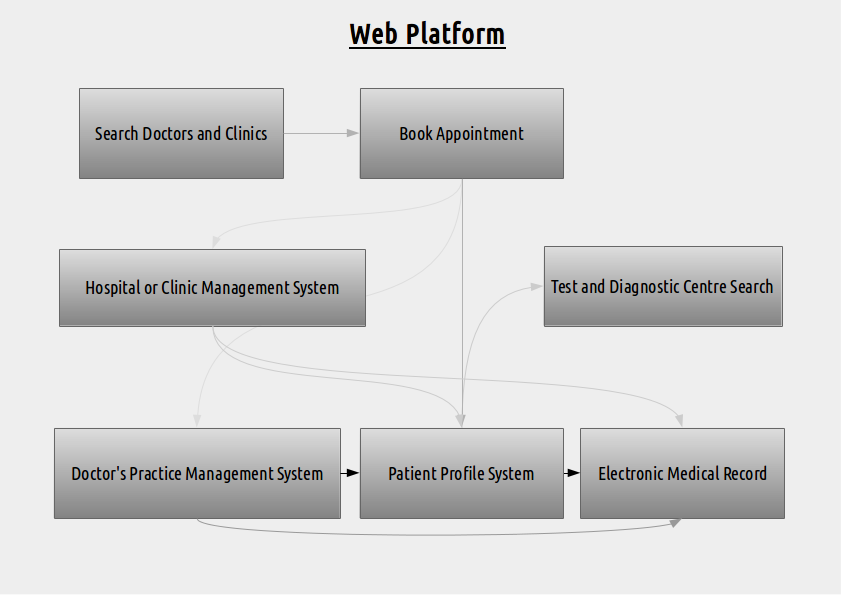 Web Platform
Search Doctors and Clinics
Book Appointment
Hospital or Clinic Management System
Test and Diagnostic Centre Search
Doctor's Practice Management System
Patient Profile System
Electronic Medical Record